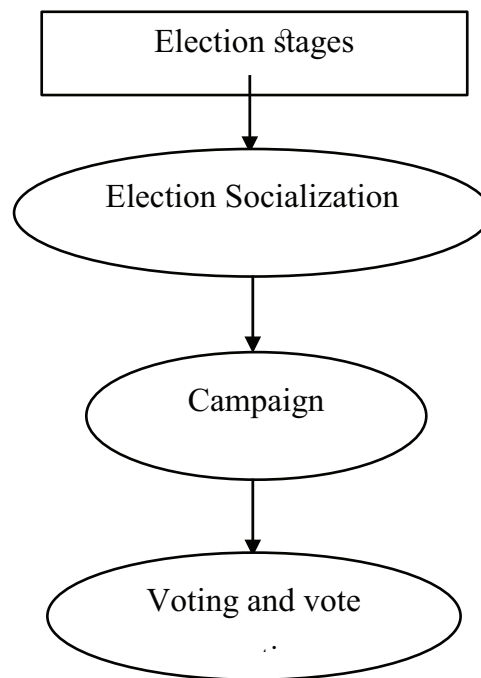 Election stages
Election Socialization
Campaign
Voting and vote